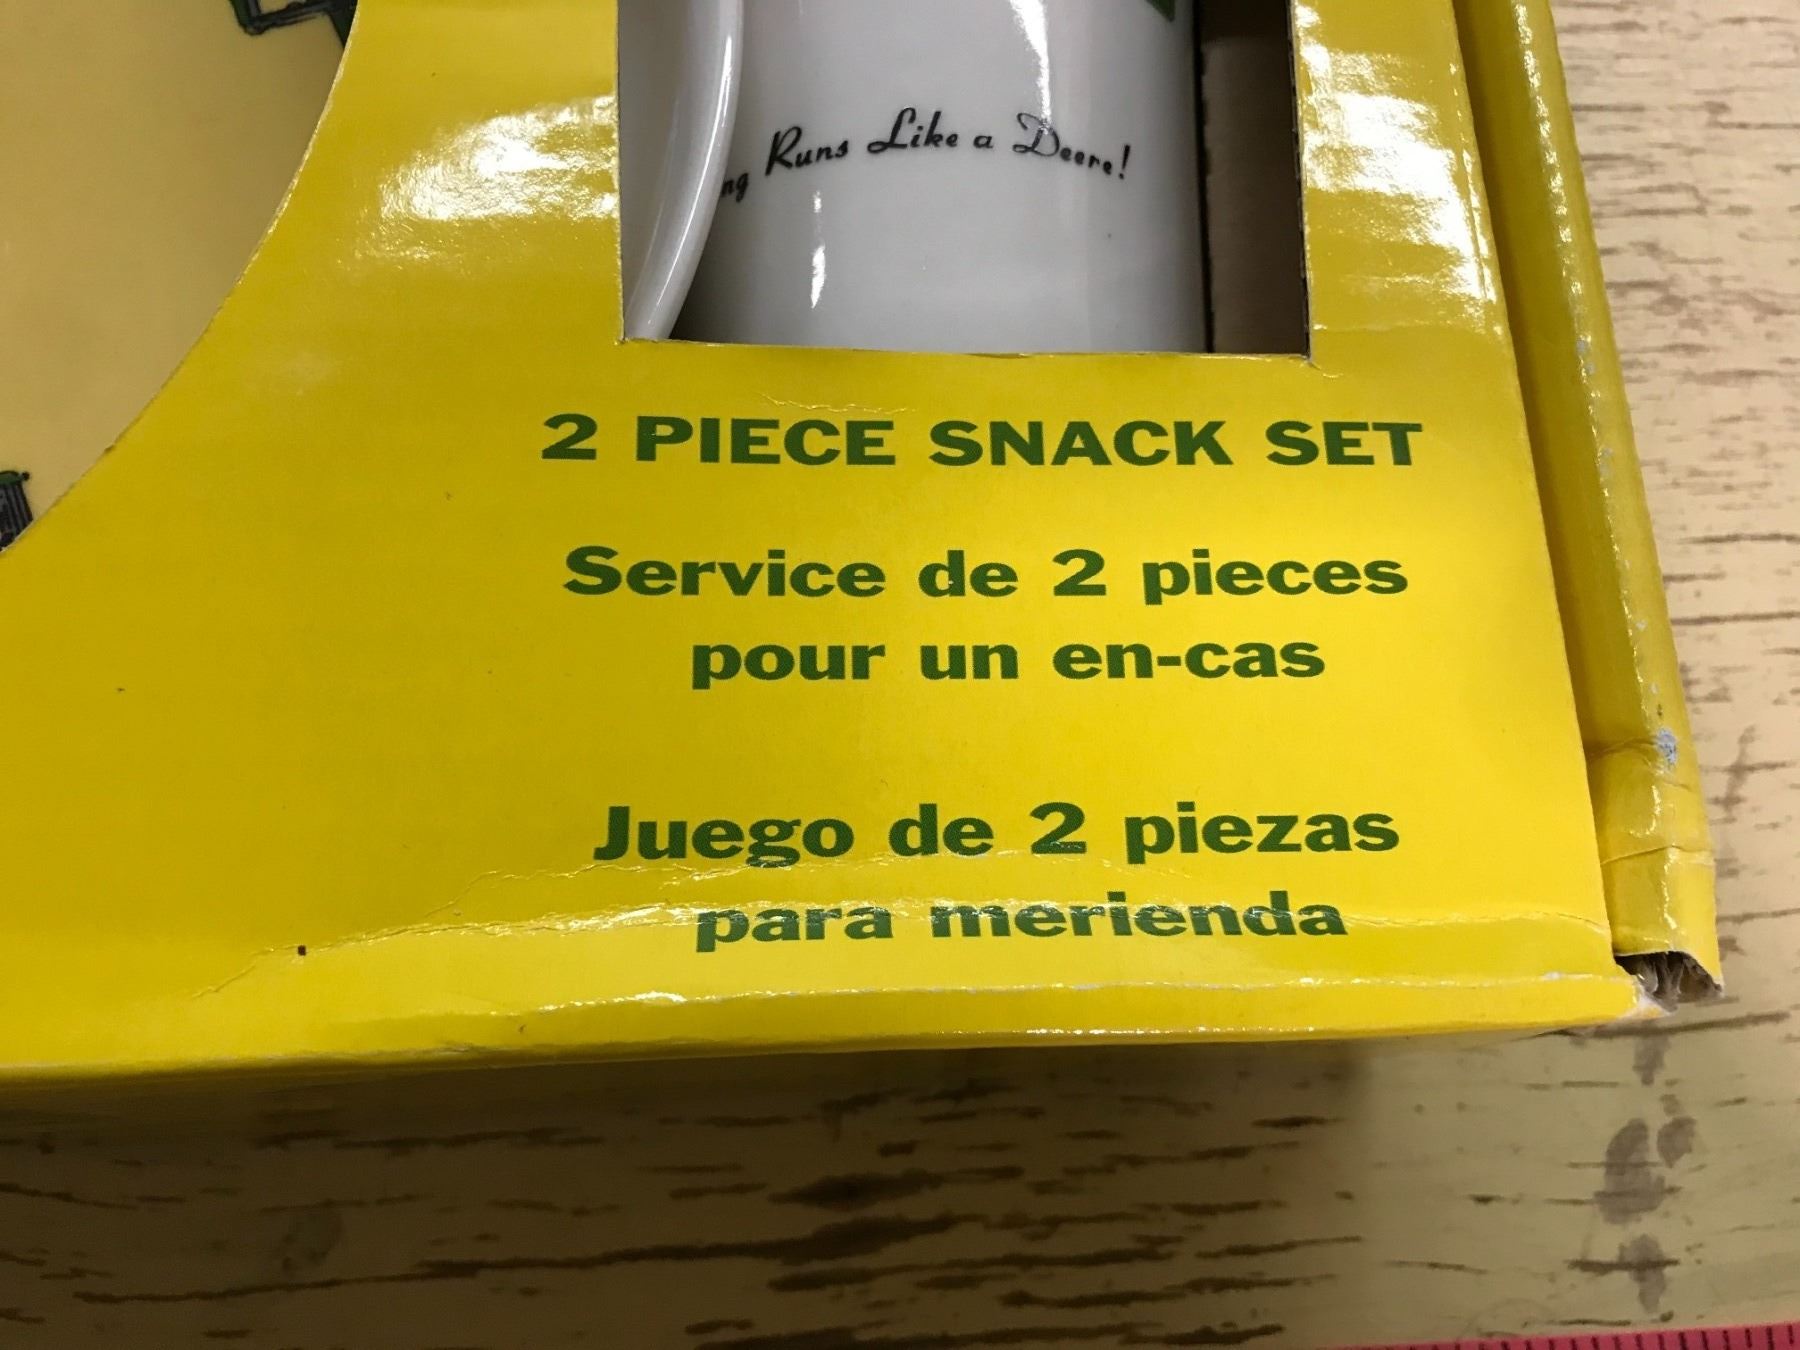 Runs Like a Deere!
2 PIECE SNACK SET
Service de 2 pieces
pour un en-cas
Juego de 2 piezas
para merienda